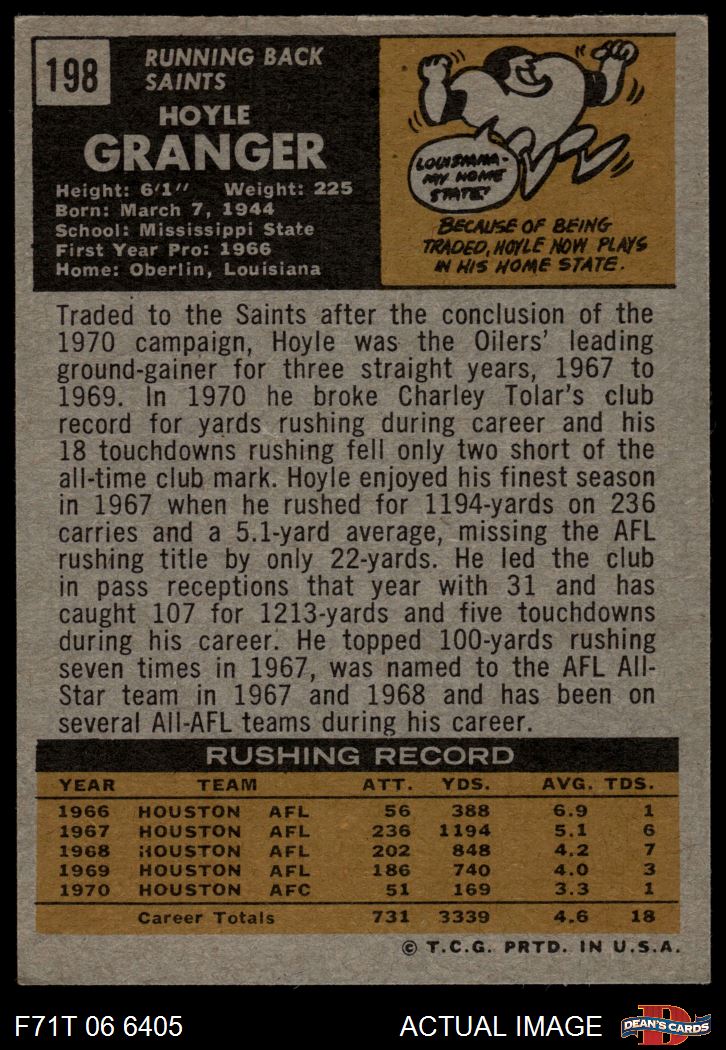 198
RUNNING BACK
SAINTS
HOYLE
GRANGER
Height: 6'1" Weight: 225
Born: March 7, 1944
School: Mississippi State
First Year Pro: 1966
Home: Oberlin, Louisiana
LOUISIANA-
MY HOME
STATE!
BECAUSE OF BEING
TRADED, HOYLE NOW PLAYS
IN HIS HOME STATE.
Traded to the Saints after the conclusion of the
1970 campaign, Hoyle was the Oilers' leading
ground-gainer for three straight years, 1967 to
1969. In 1970 he broke Charley Tolar's club
record for yards rushing during career and his
18 touchdowns rushing fell only two short of the
all-time club mark. Hoyle enjoyed his finest season
in 1967 when he rushed for 1194-yards on 236
carries and a 5.1-yard average, missing the AFL
rushing title by only 22-yards. He led the club
in pass receptions that year with 31 and has
caught 107 for 1213-yards and five touchdowns
during his career. He topped 100-yards rushing
seven times in 1967, was named to the AFL All-
Star team in 1967 and 1968 and has been on
several All-AFL teams during his career.
RUSHING RECORD
YEAR TEAM ATT. YDS. AVG. TDS.
1966 HOUSTON AFL 56 388 6.9 1
1967 HOUSTON AFL 236 1194 5.1 6
1968 HOUSTON AFL 202 848 4.2 7
1969 HOUSTON AFL 186 740 4.0 3
1970 HOUSTON AFC 51 169 3.3 1
Career Totals 731 3339 4.6 18
© T.C.G. PRTD. IN U.S.A.
F71T 06 6405 ACTUAL IMAGE D DEAN'S CARDS